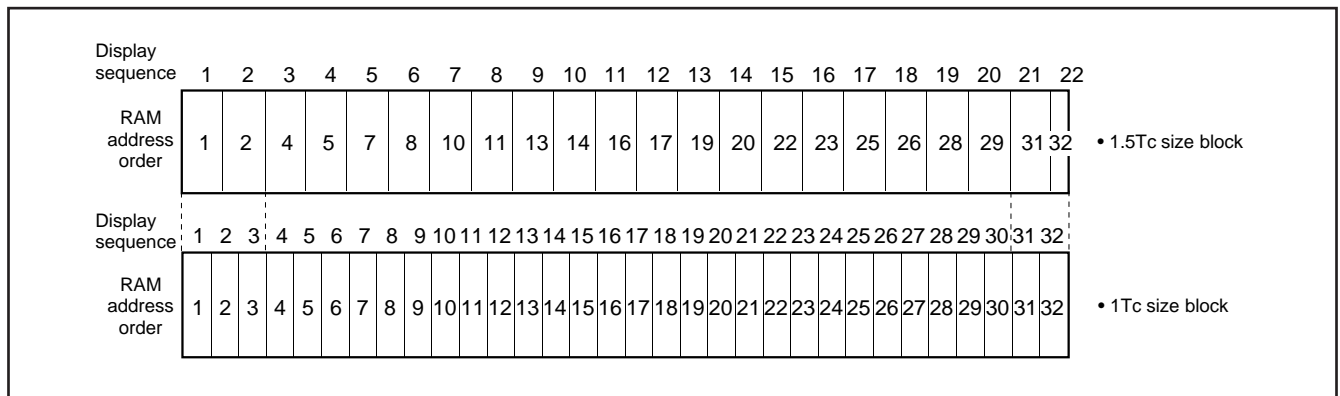 Display
sequence 1 2 3 4 5 6 7 8 9 10 11 12 13 14 15 16 17 18 19 20 21 22
RAM
address
order
1 2 4 5 7 8 10 11 13 14 16 17 19 20 22 23 25 26 28 29 31 32
• 1.5Tc size block
Display
sequence 1 2 3 4 5 6 7 8 9 10 11 12 13 14 15 16 17 18 19 20 21 22 23 24 25 26 27 28 29 30 31 32
RAM
address
order
1 2 3 4 5 6 7 8 9 10 11 12 13 14 15 16 17 18 19 20 21 22 23 24 25 26 27 28 29 30 31 32
• 1Tc size block